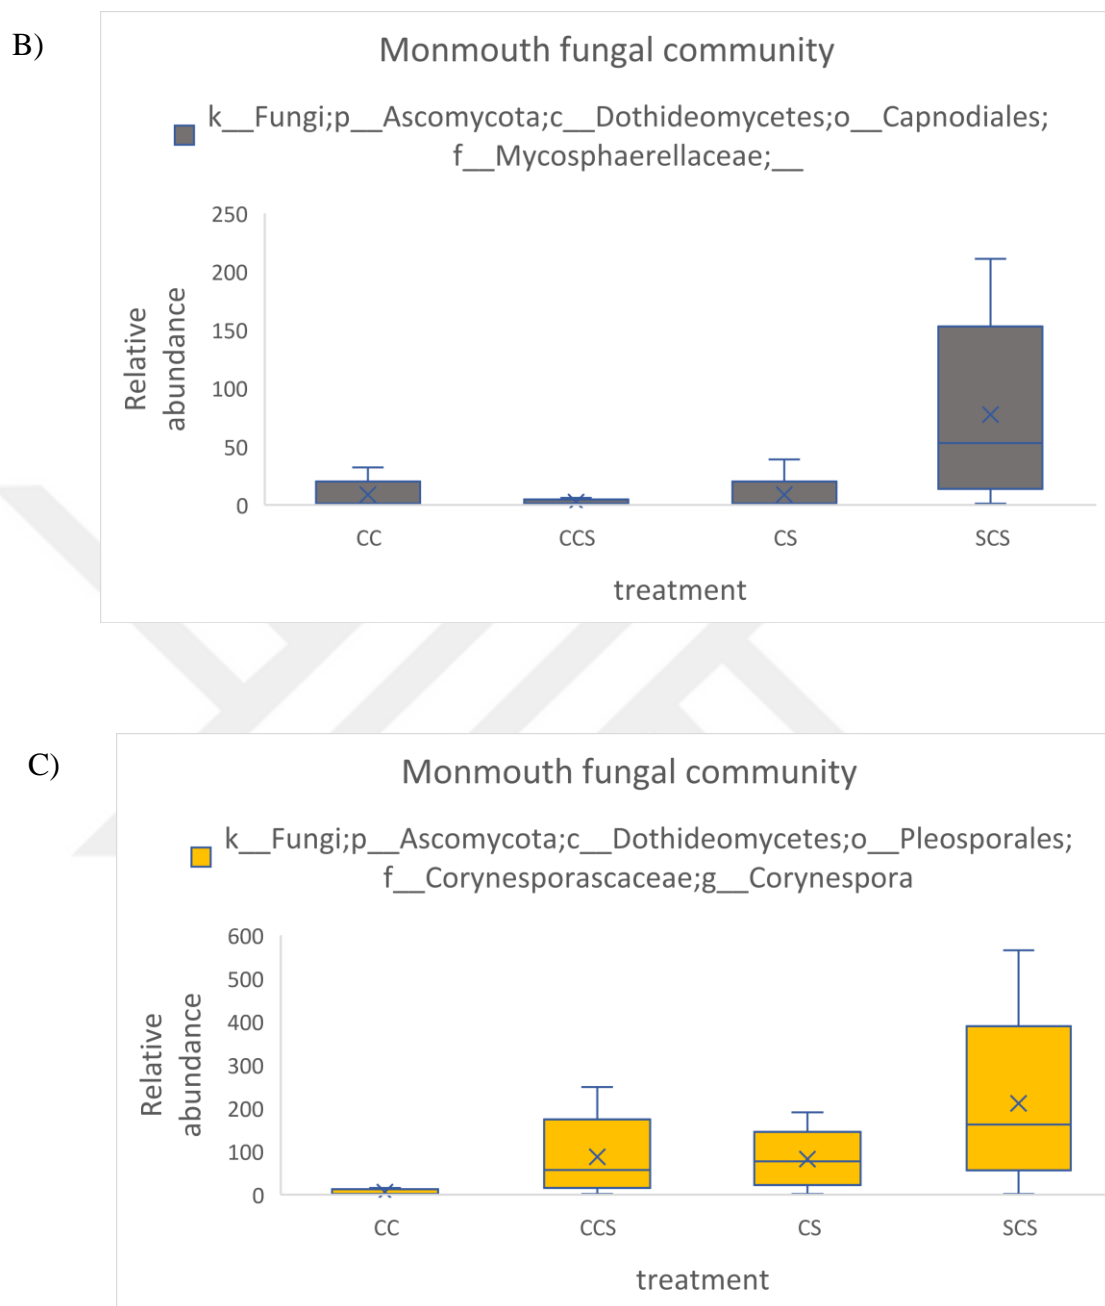 B)
Monmouth fungal community
k__Fungi;p__Ascomycota;c__Dothideomycetes;o__Capnodiales;
f__Mycosphaerellaceae;__
250
200
150
100
50
0
Relative
abundance
CC CCS CS SCS
treatment
C)
Monmouth fungal community
k__Fungi;p__Ascomycota;c__Dothideomycetes;o__Pleosporales;
f__Corynesporascaceae;g__Corynespora
600
500
400
300
200
100
0
Relative
abundance
CC CCS CS SCS
treatment